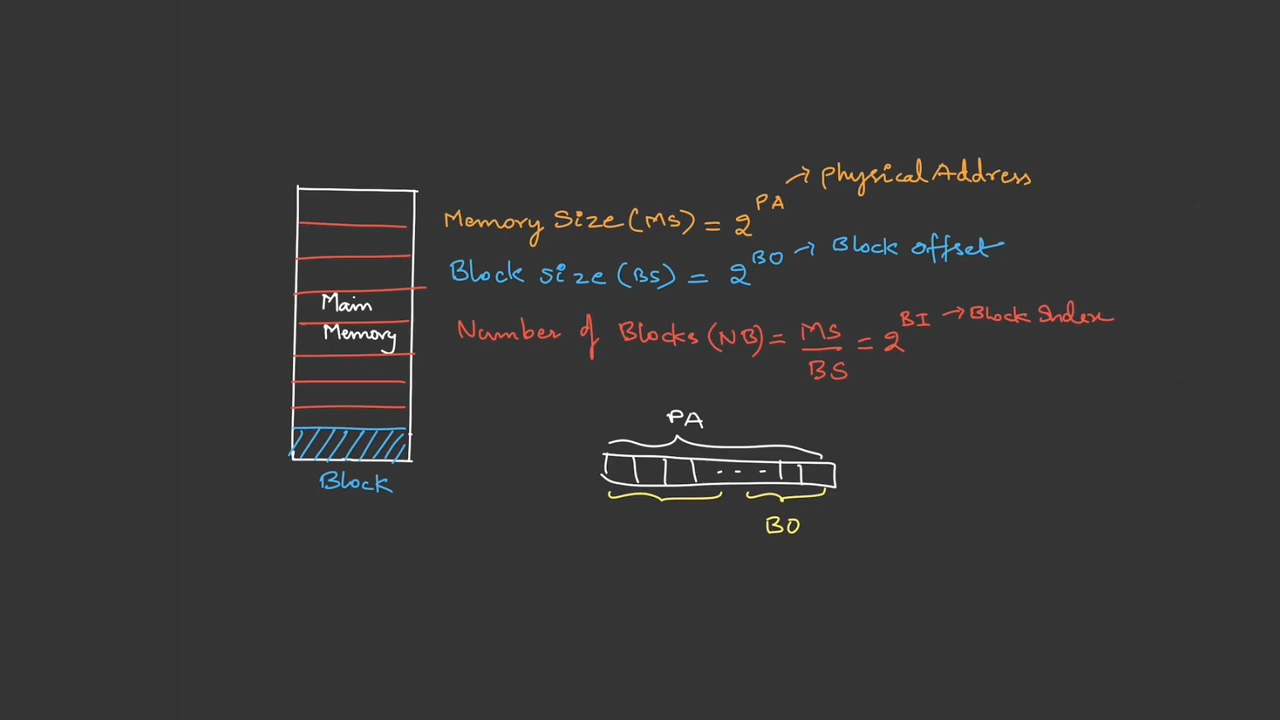 Memory Size (MS) = 2^PA → Physical Address
Block size (BS) = 2^BO → Block offset
Number of Blocks (NB) = MS/BS = 2^BI → Block Index
Main
Memory
Block
PA
BO